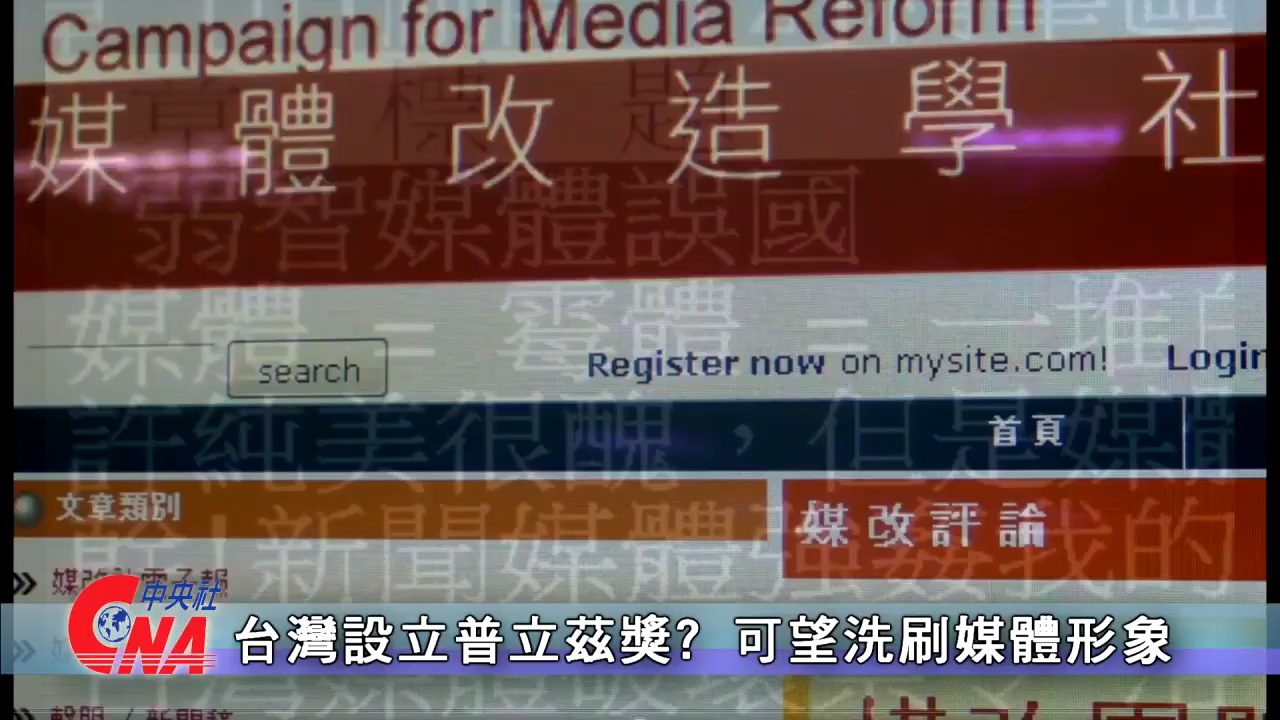 Campaign for Media Reform
媒體改造學社
章標題
弱智媒體誤國
媒體 = 霉體 = 一堆
search
Register now on mysite.com!
Login
許純美很醜，但是媒體
首頁
文章類別
媒改評論
新聞媒體強姦我的
中央社
CNA
台灣設立普立茲獎? 可望洗刷媒體形象